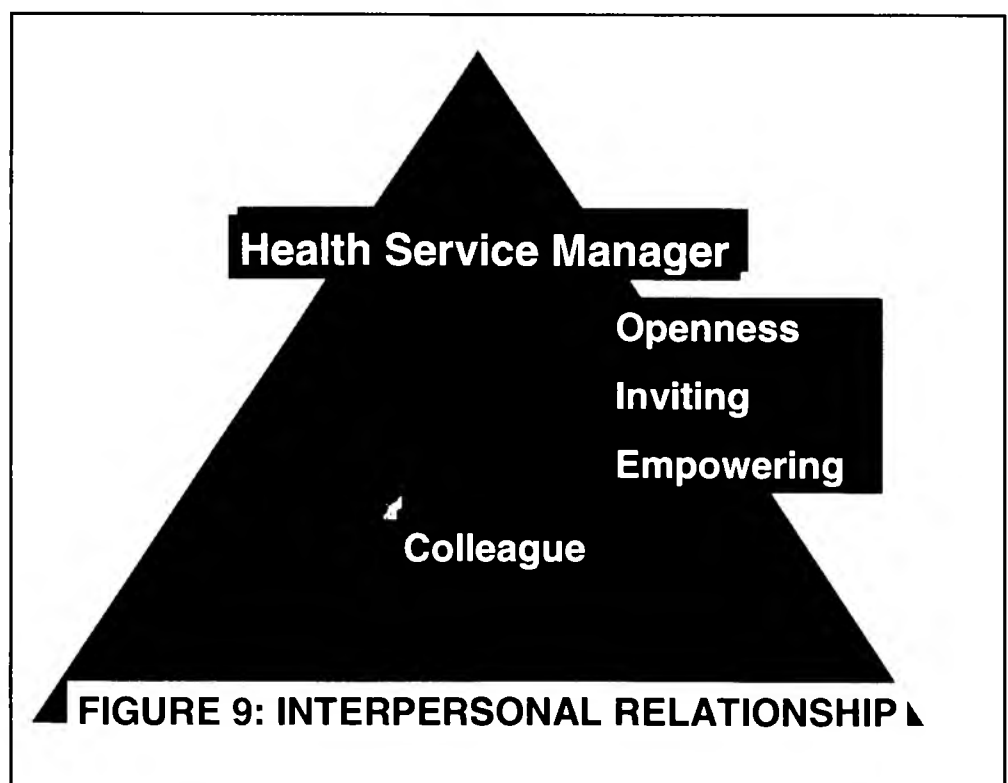 Health Service Manager
Openness
Inviting
Empowering
Colleague
FIGURE 9: INTERPERSONAL RELATIONSHIP